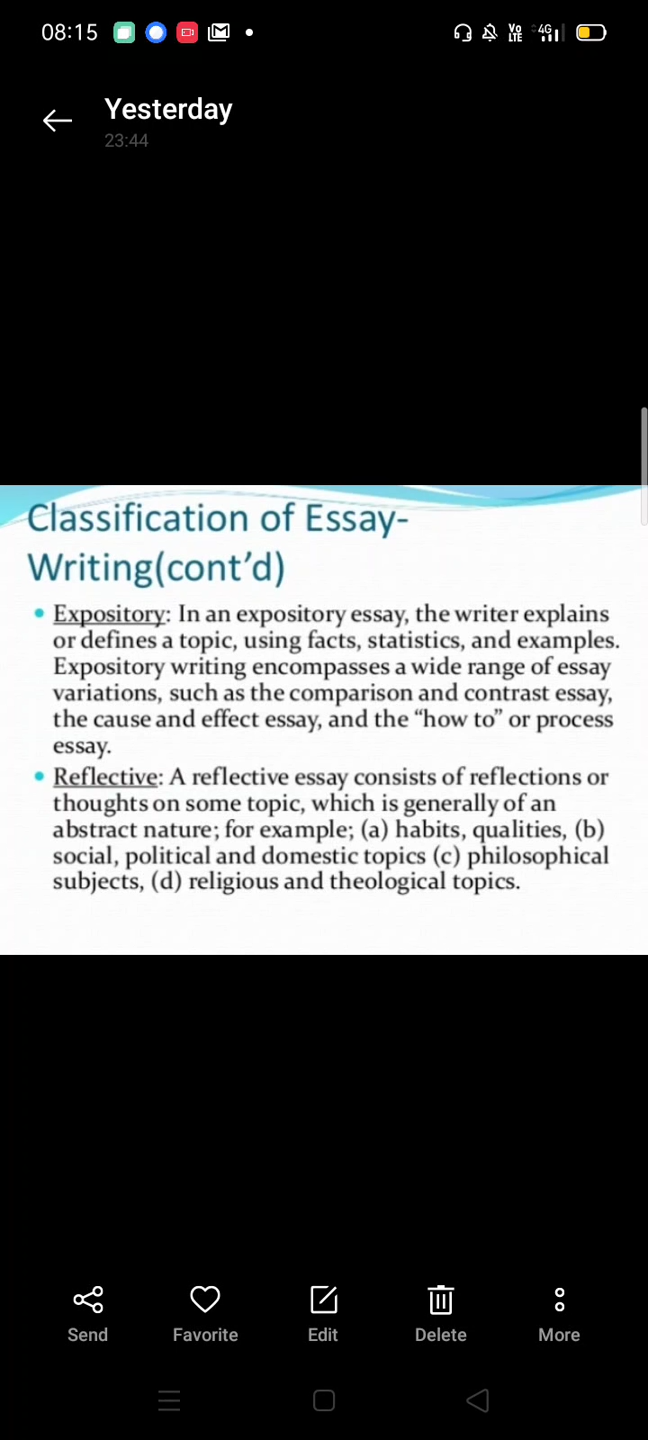 08:15
Vo LTE 4G
Yesterday
23:44
Classification of Essay-
Writing(cont’d)
• Expository: In an expository essay, the writer explains
or defines a topic, using facts, statistics, and examples.
Expository writing encompasses a wide range of essay
variations, such as the comparison and contrast essay,
the cause and effect essay, and the “how to” or process
essay.
• Reflective: A reflective essay consists of reflections or
thoughts on some topic, which is generally of an
abstract nature; for example; (a) habits, qualities, (b)
social, political and domestic topics (c) philosophical
subjects, (d) religious and theological topics.
Send Favorite Edit Delete More